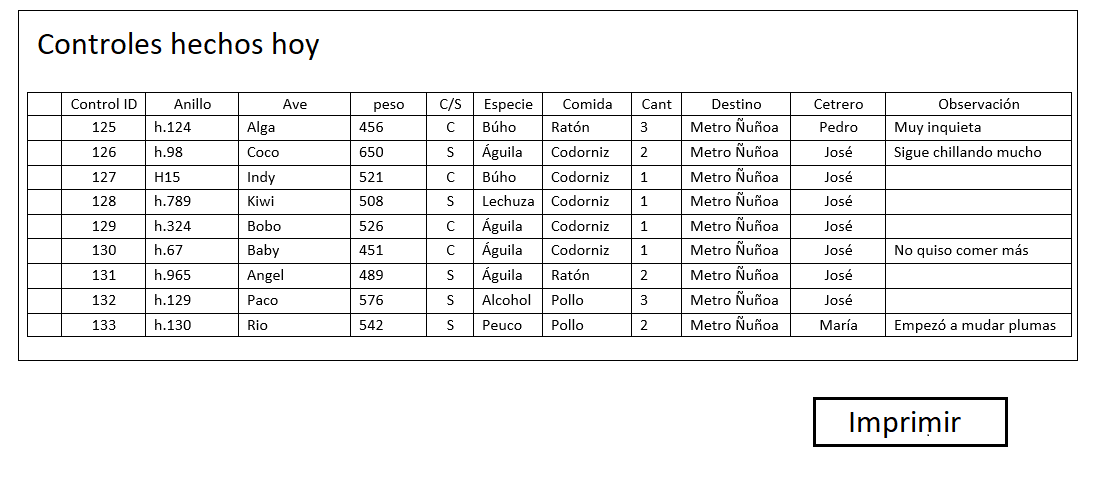 Controles hechos hoy
Control ID Anillo Ave peso C/S Especie Comida Cant Destino Cetrero Observación
125 h.124 Alga 456 C Búho Ratón 3 Metro Ñuñoa Pedro Muy inquieta
126 h.98 Coco 650 S Águila Codorniz 2 Metro Ñuñoa José Sigue chillando mucho
127 H15 Indy 521 C Búho Codorniz 1 Metro Ñuñoa José
128 h.789 Kiwi 508 S Lechuza Codorniz 1 Metro Ñuñoa José
129 h.324 Bobo 526 C Águila Codorniz 1 Metro Ñuñoa José
130 h.67 Baby 451 C Águila Codorniz 1 Metro Ñuñoa José No quiso comer más
131 h.965 Angel 489 S Águila Ratón 2 Metro Ñuñoa José
132 h.129 Paco 576 S Alcohol Pollo 3 Metro Ñuñoa José
133 h.130 Rio 542 S Peuco Pollo 2 Metro Ñuñoa María Empezó a mudar plumas
Imprimir